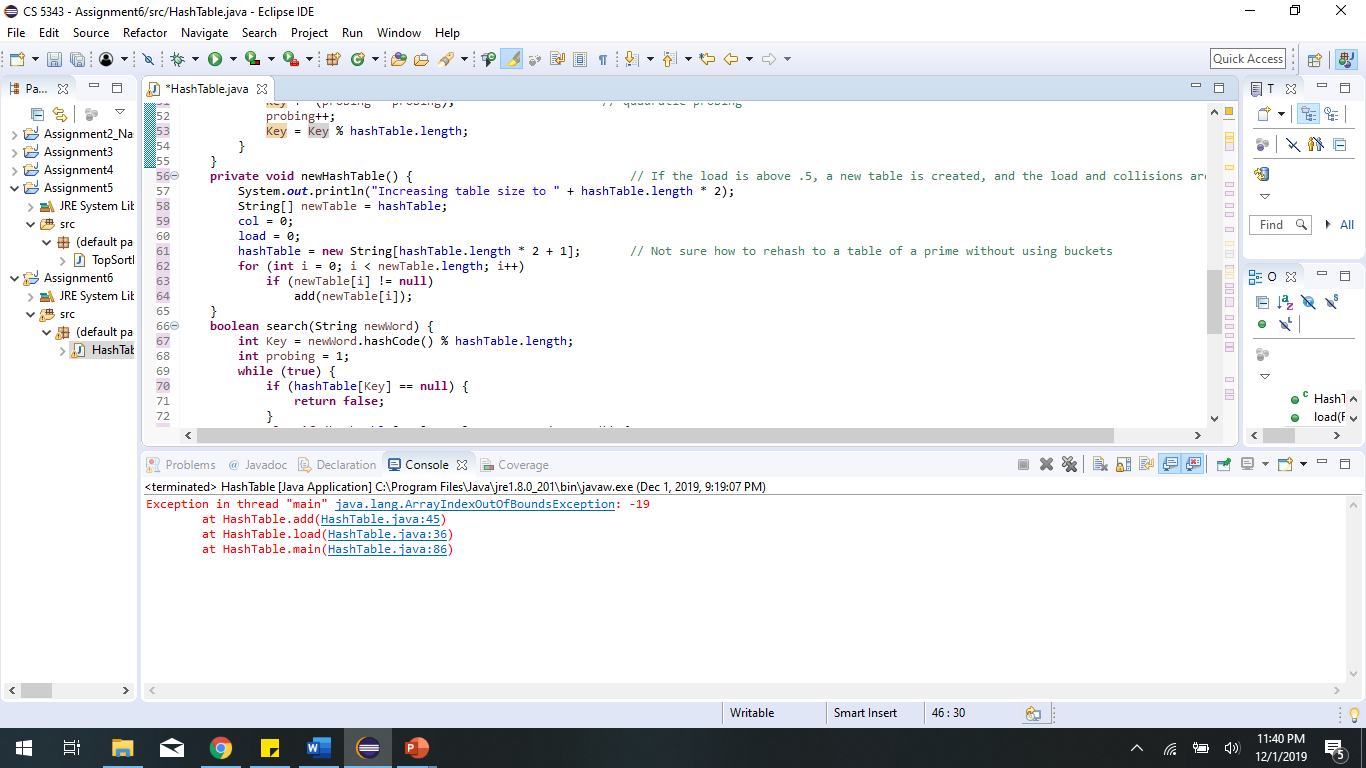 CS 5343 - Assignment6/src/HashTable.java - Eclipse IDE
File Edit Source Refactor Navigate Search Project Run Window Help
Quick Access
Pa...
*HashTable.java
T
Assignment2_Na
Assignment3
Assignment4
Assignment5
JRE System Lib
src
(default pa
TopSortI
Assignment6
JRE System Lib
src
(default pa
HashTab
52 probing++;
53 Key = Key % hashTable.length;
54 }
55 }
56 private void newHashTable() { // If the load is above .5, a new table is created, and the load and collisions are
57 System.out.println("Increasing table size to " + hashTable.length * 2);
58 String[] newTable = hashTable;
59 col = 0;
60 load = 0;
61 hashTable = new String[hashTable.length * 2 + 1]; // Not sure how to rehash to a table of a prime without using buckets
62 for (int i = 0; i < newTable.length; i++)
63 if (newTable[i] != null)
64 add(newTable[i]);
65 }
66 boolean search(String newWord) {
67 int Key = newWord.hashCode() % hashTable.length;
68 int probing = 1;
69 while (true) {
70 if (hashTable[Key] == null) {
71 return false;
72 }
Find
All
O
HashT
load(F
Problems @ Javadoc Declaration Console Coverage
<terminated> HashTable [Java Application] C:\Program Files\Java\jre1.8.0_201\bin\javaw.exe (Dec 1, 2019, 9:19:07 PM)
Exception in thread "main" java.lang.ArrayIndexOutOfBoundsException: -19
at HashTable.add(HashTable.java:45)
at HashTable.load(HashTable.java:36)
at HashTable.main(HashTable.java:86)
Writable
Smart Insert
46 : 30
11:40 PM
12/1/2019
5